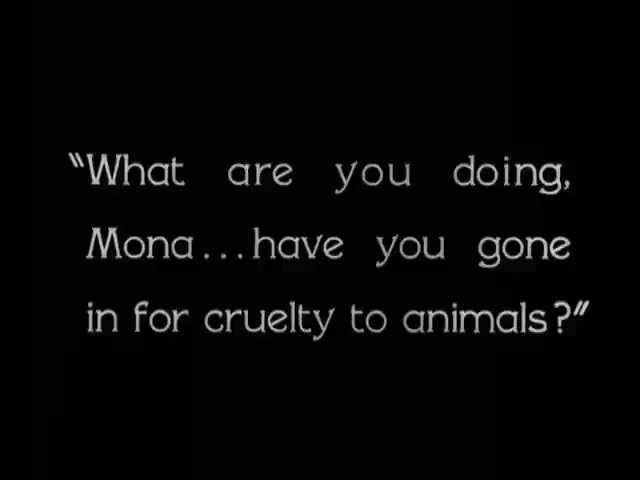 "What are you doing,
Mona...have you gone
in for cruelty to animals?"